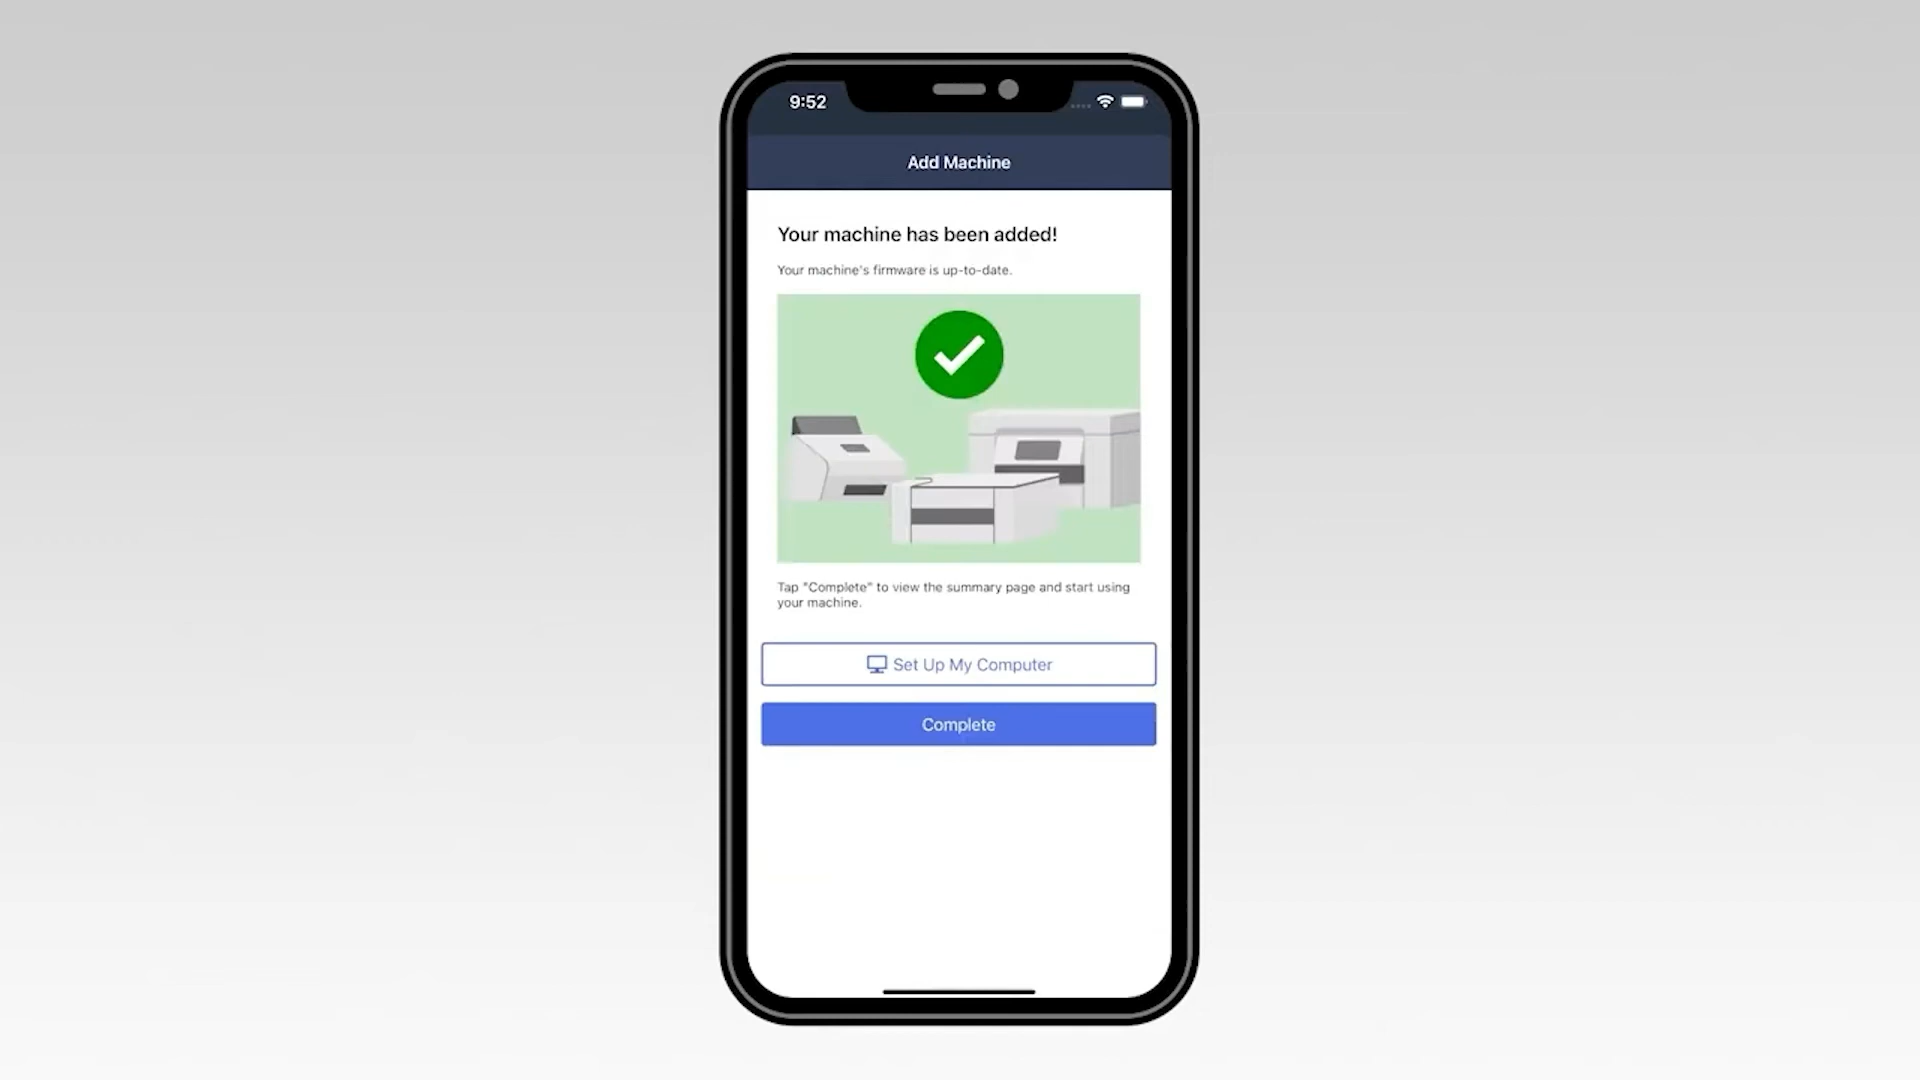 9:52
Add Machine
Your machine has been added!
Your machine's firmware is up-to-date.
Tap "Complete" to view the summary page and start using
your machine.
Set Up My Computer
Complete